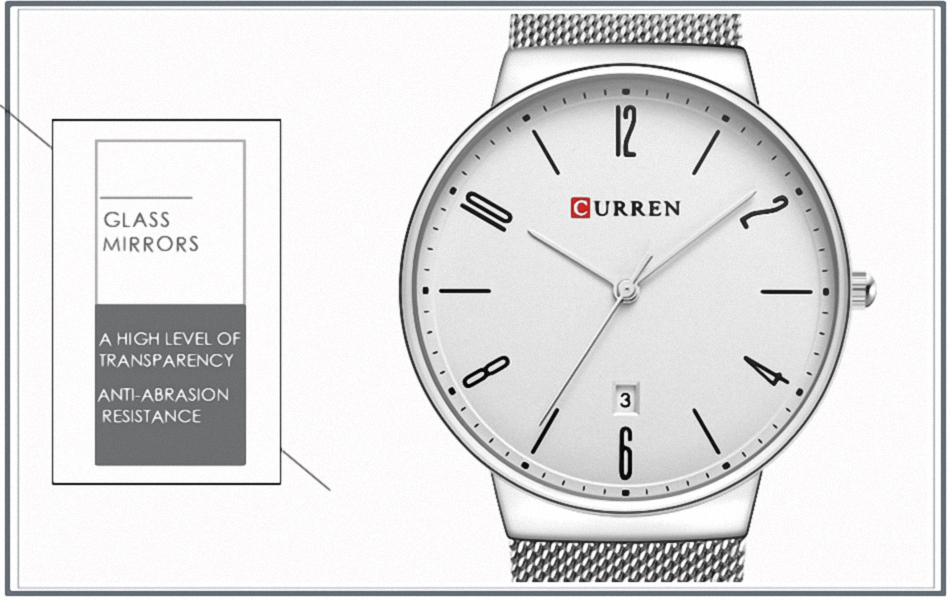 GLASS
MIRRORS
A HIGH LEVEL OF
TRANSPARENCY
ANTI-ABRASION
RESISTANCE
12
CURREN
10
2
8
4
3
6